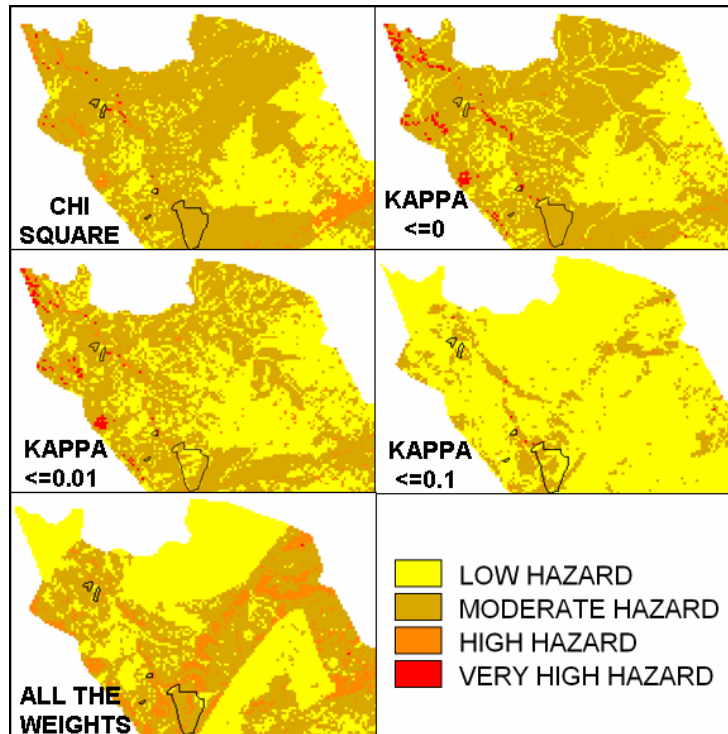 CHI
SQUARE
KAPPA
<=0
KAPPA
<=0.01
KAPPA
<=0.1
ALL THE
WEIGHTS
LOW HAZARD
MODERATE HAZARD
HIGH HAZARD
VERY HIGH HAZARD